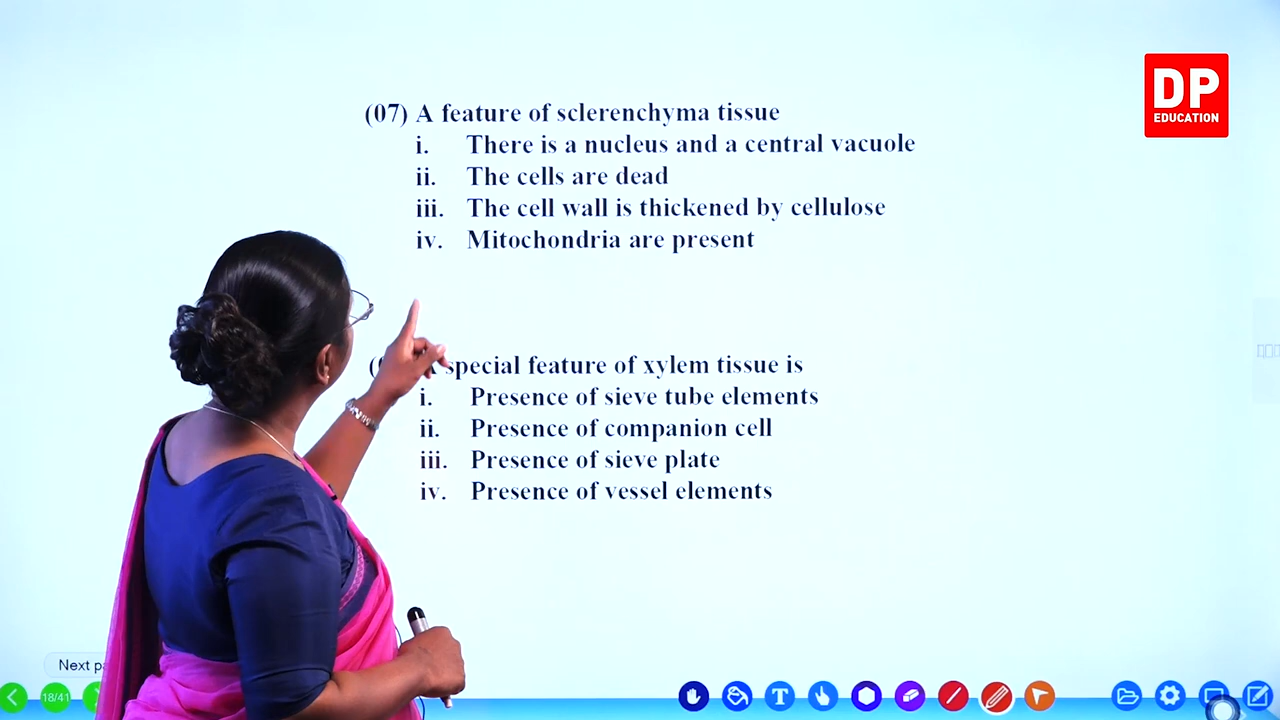 DP
EDUCATION
(07) A feature of sclerenchyma tissue
i. There is a nucleus and a central vacuole
ii. The cells are dead
iii. The cell wall is thickened by cellulose
iv. Mitochondria are present
special feature of xylem tissue is
i. Presence of sieve tube elements
ii. Presence of companion cell
iii. Presence of sieve plate
iv. Presence of vessel elements
Next
18/41
T